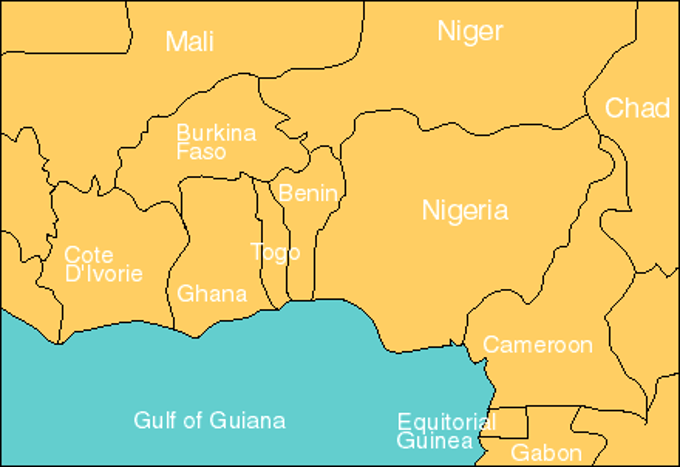 Mali
Niger
Chad
Burkina
Faso
Benin
Nigeria
Togo
Cote
D'Ivorie
Ghana
Cameroon
Gulf of Guiana
Equitorial
Guinea
Gabon